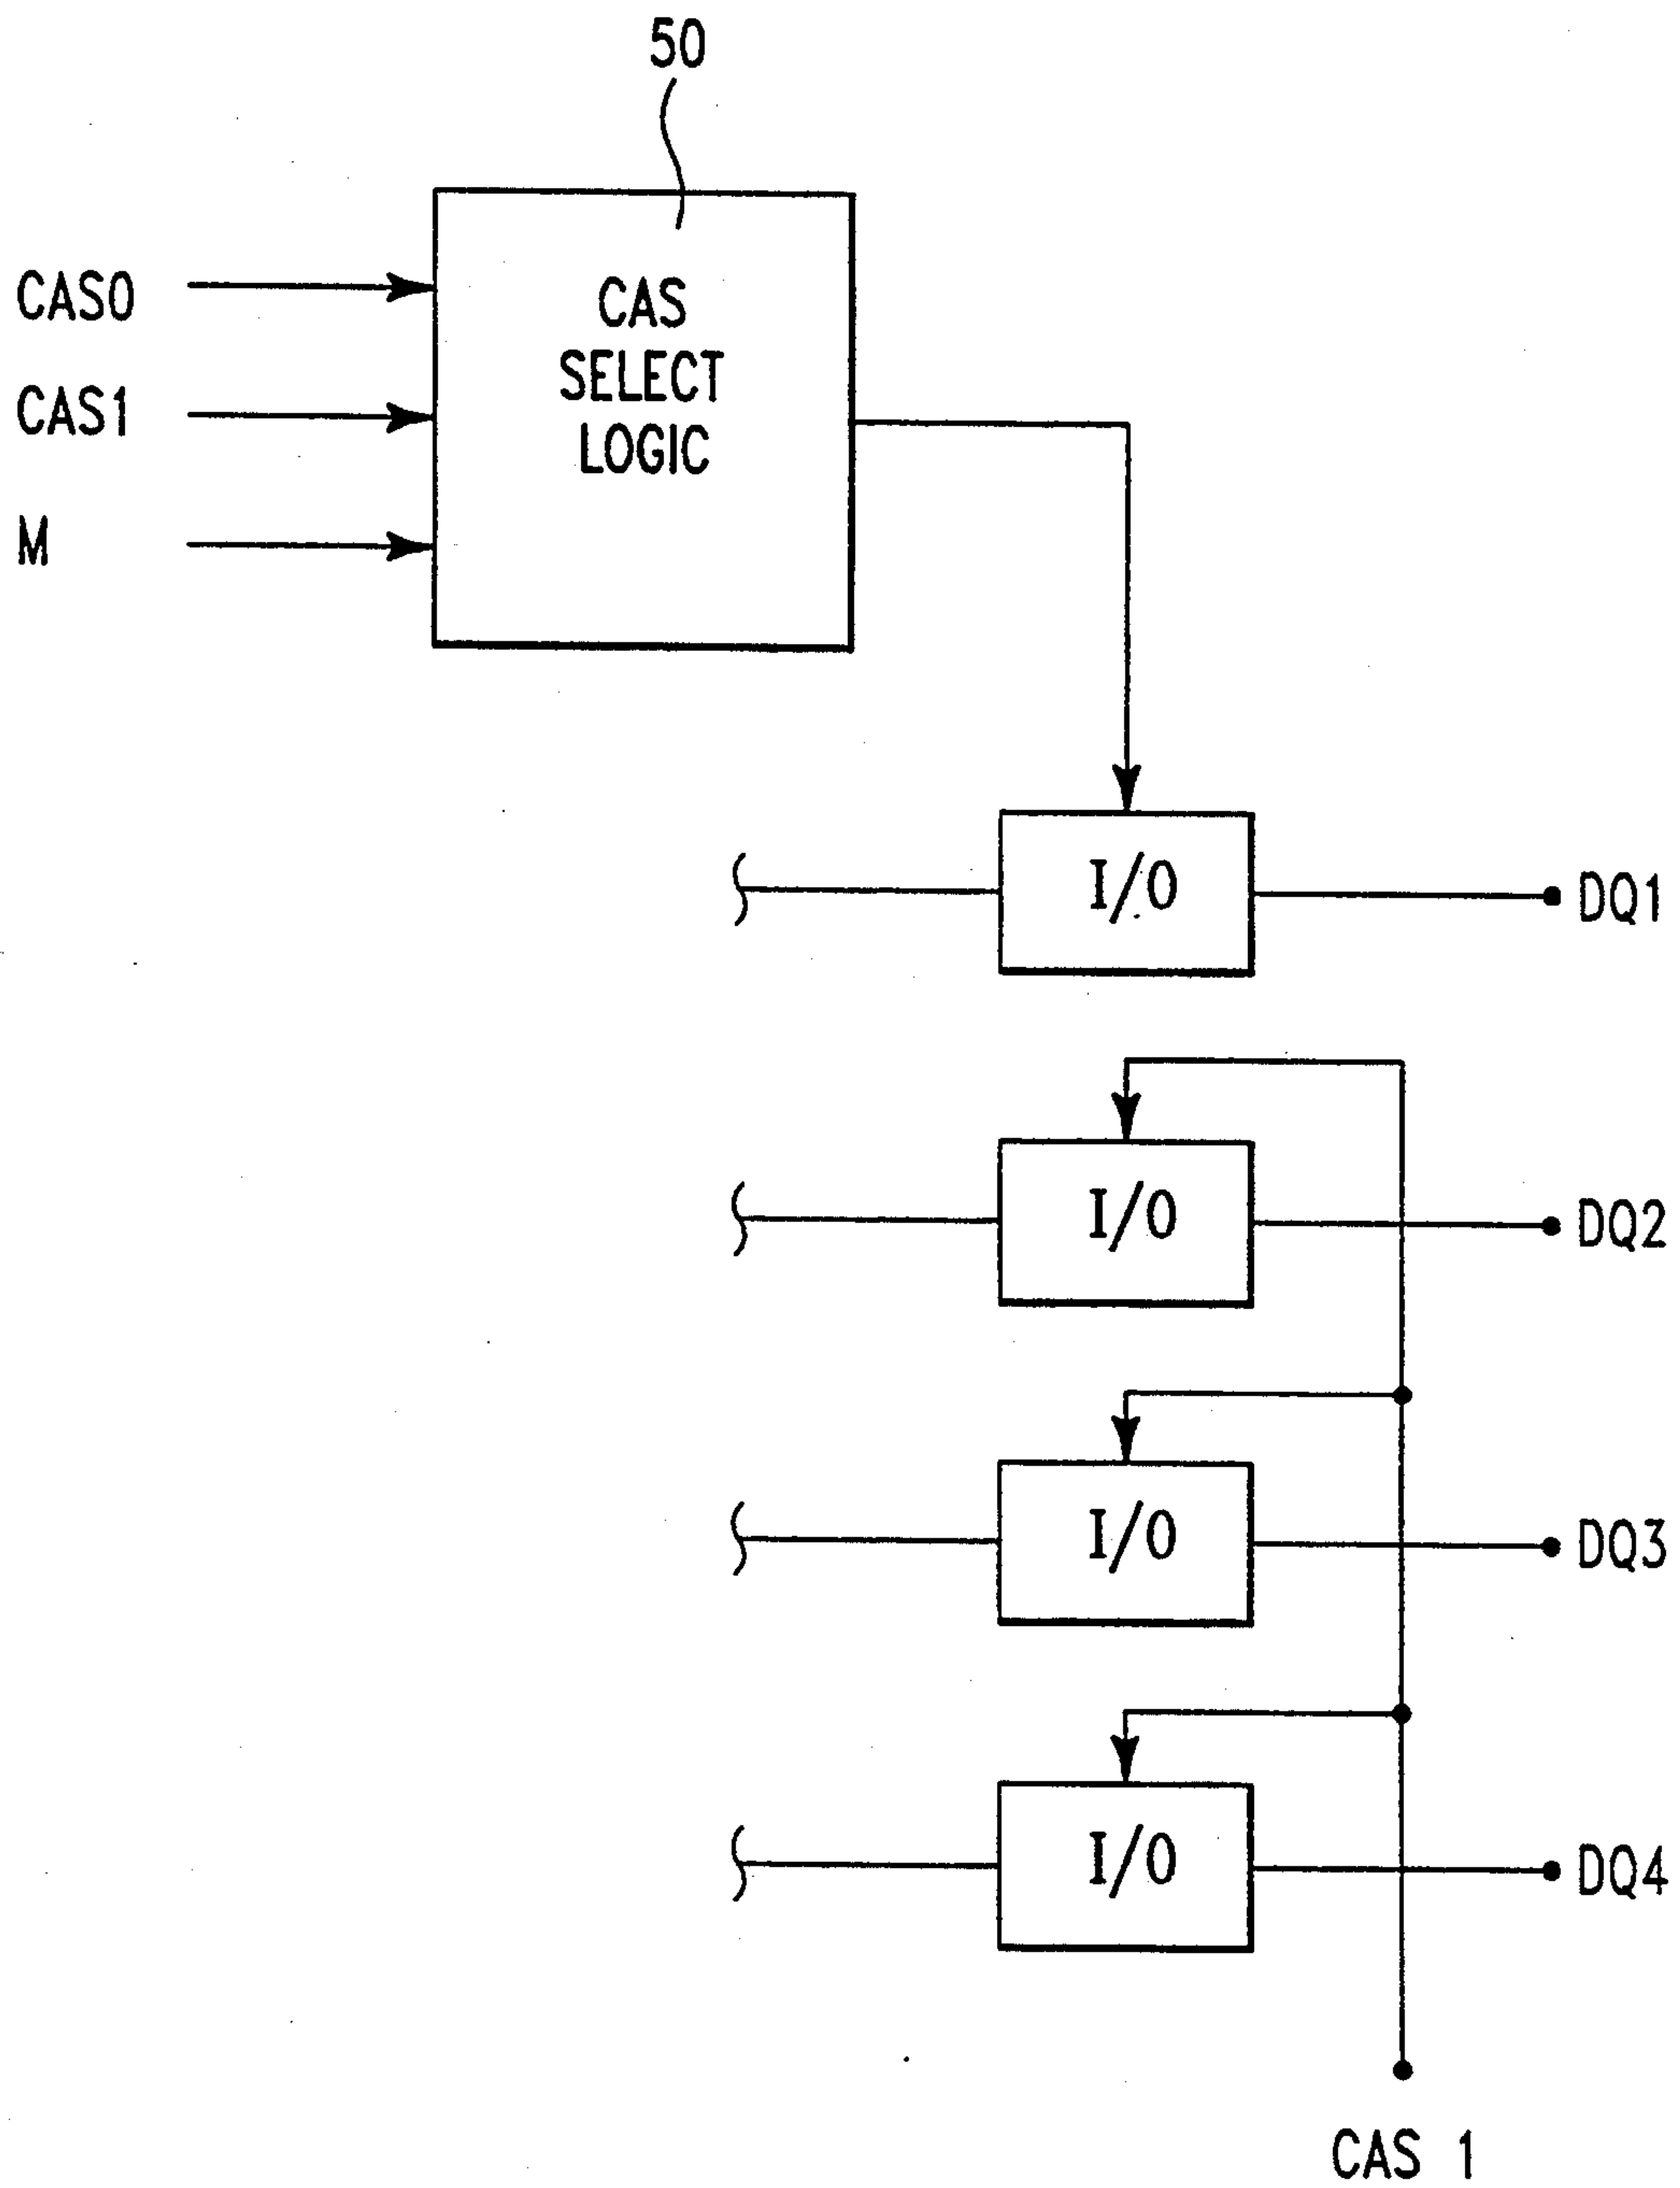 50
CAS0
CAS1
M
CAS
SELECT
LOGIC
I/O
DQ1
I/O
DQ2
I/O
DQ3
I/O
DQ4
CAS 1